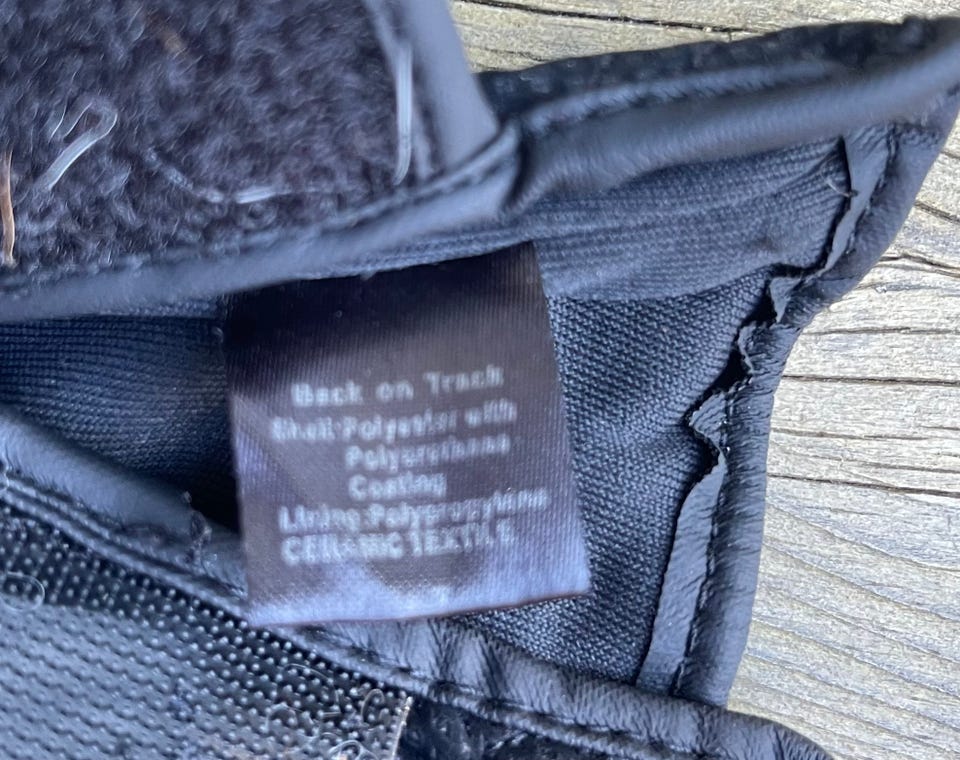 Back on Track
Shell:Polyester with
Polyurethane
Coating
Lining:Polypropylene
CERAMIC TEXTILE